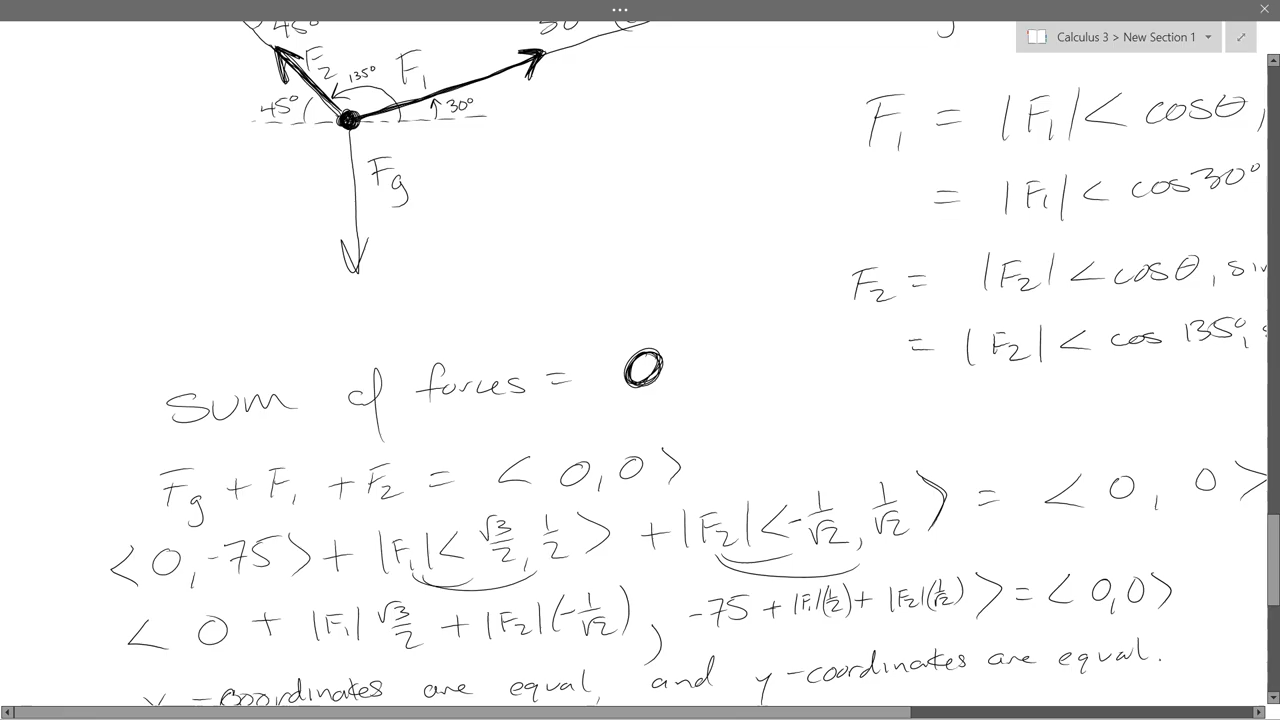 Calculus 3 > New Section 1
45°
F₂
135°
F₁
45°
30°
Fg
F₁ = |F₁| < cosθ,
= |F₁| < cos30°
F₂ = |F₂| < cosθ, sin
= |F₂| < cos 135°,
sum of forces = 0
Fg + F₁ + F₂ = < 0, 0 >
< 0, -75 > + |F₁| < √3/2, 1/2 > + |F₂| < -1/√2, 1/√2 > = < 0, 0 >
< 0 + |F₁| √3/2 + |F₂|(-1/√2), -75 + |F₁|(1/2) + |F₂|(1/√2) > = < 0, 0 >
x-coordinates are equal, and y-coordinates are equal.